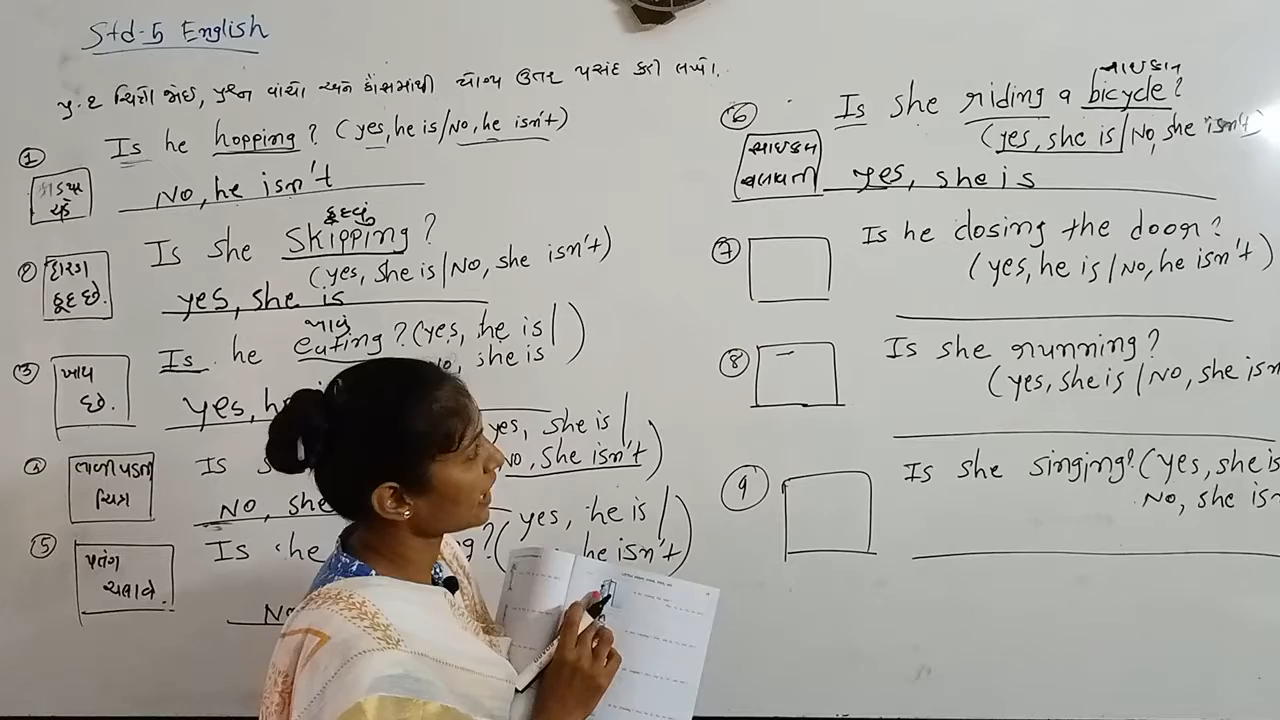 Std-5 English
પ્ર.૨ ચિત્રો જોઈ, પ્રશ્ન વાંચો અને કૌંસમાંથી યોગ્ય ઉત્તર પસંદ કરી લખો.
① Is he hopping? (yes, he is/No, he isn't)
ચડે
No, he isn't
કૂદવું
૨ Is she skipping?
(yes, she is/No, she isn't)
દોરડા
કૂદે છે.
yes, she is
ખાવું
③ Is he eating? (yes, he is/
she is)
ખાય
છે.
yes, he
yes, she is/
④ Is
No, she isn't)
તાળી પડતી
ચિત્ર
No, she
yes, he is/
⑤ Is he ?(
he isn't)
પતંગ
ચલાવે
No
સાયકલ
⑥ Is she riding a bicycle?
(yes, she is/No, she isn't)
સાઇકલ
ચલાવતી
yes, she is
⑦ Is he closing the door?
(yes, he is/No, he isn't)
⑧ Is she running?
(yes, she is/No, she isn
⑨ Is she singing? (yes, she is
No, she isn